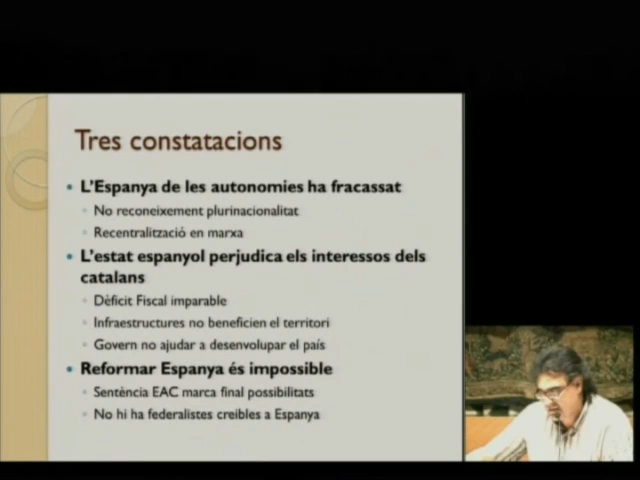 Tres constatacions
L'Espanya de les autonomies ha fracassat
No reconeixement plurinacionalitat
Recentralització en marxa
L'estat espanyol perjudica els interessos dels
catalans
Dèficit Fiscal imparable
Infraestructures no beneficien el territori
Govern no ajudar a desenvolupar el país
Reformar Espanya és impossible
Sentència EAC marca final possibilitats
No hi ha federalistes creibles a Espanya